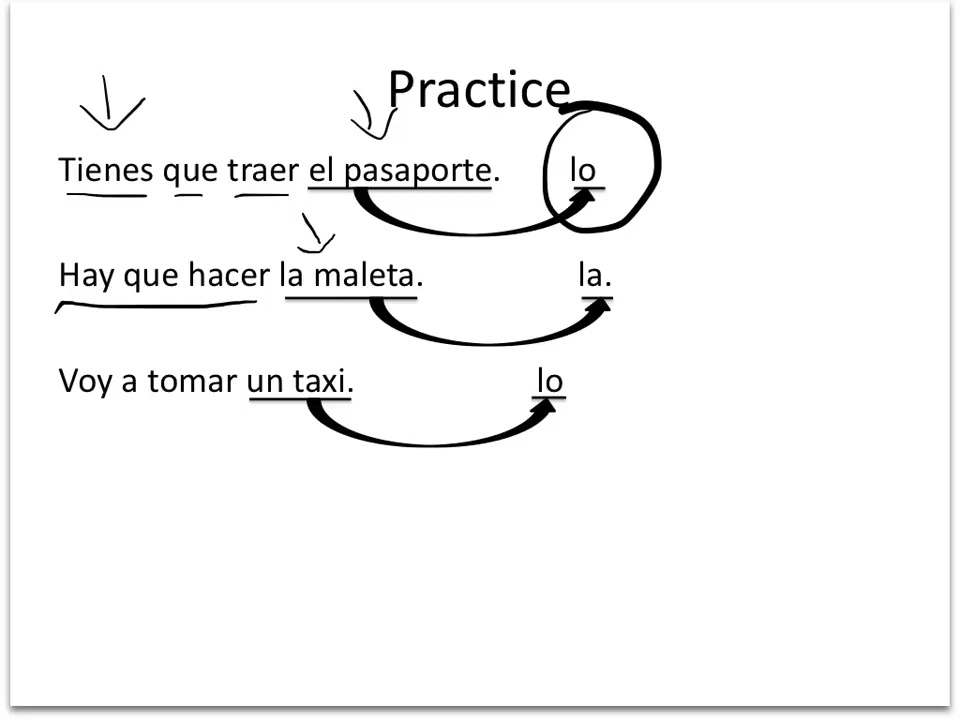 Practice
Tienes que traer el pasaporte. lo
Hay que hacer la maleta. la.
Voy a tomar un taxi. lo